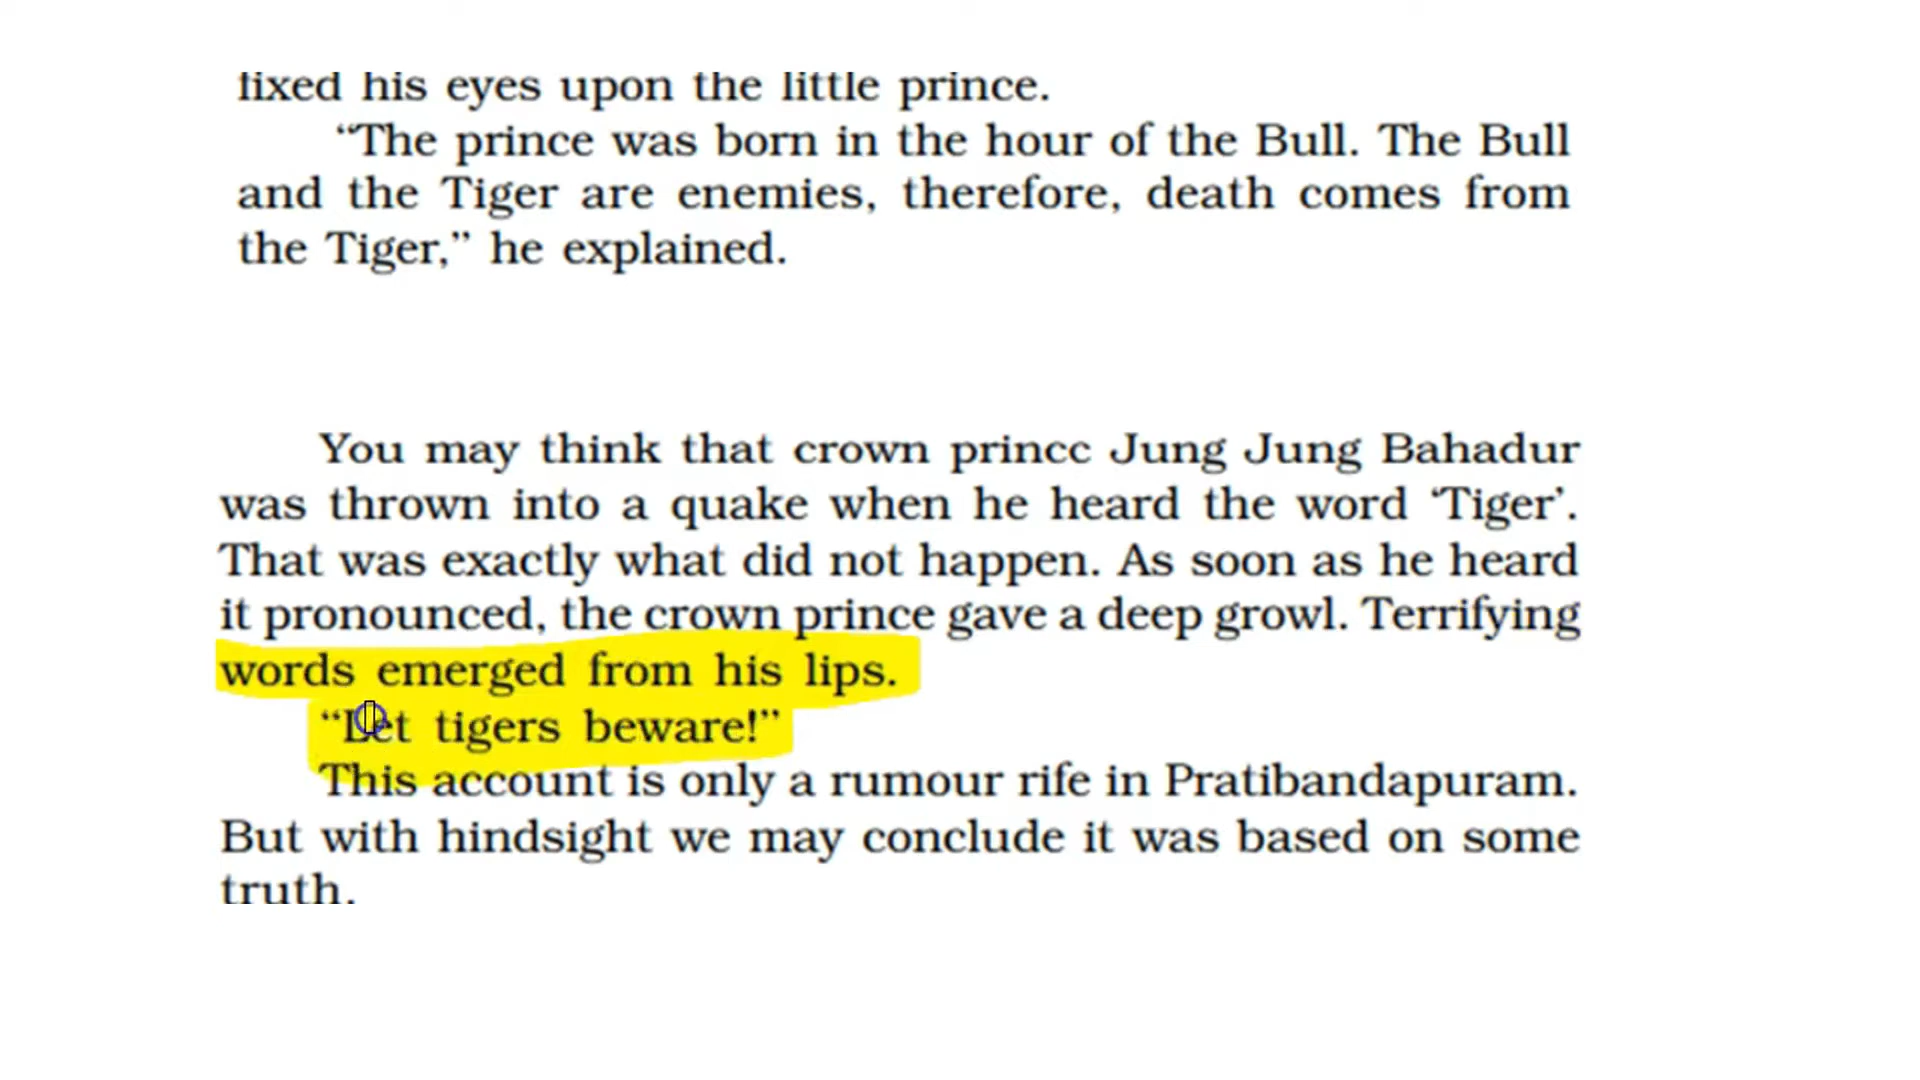 fixed his eyes upon the little prince.
“The prince was born in the hour of the Bull. The Bull
and the Tiger are enemies, therefore, death comes from
the Tiger,” he explained.
You may think that crown prince Jung Jung Bahadur
was thrown into a quake when he heard the word ‘Tiger’.
That was exactly what did not happen. As soon as he heard
it pronounced, the crown prince gave a deep growl. Terrifying
words emerged from his lips.
“Let tigers beware!”
This account is only a rumour rife in Pratibandapuram.
But with hindsight we may conclude it was based on some
truth.